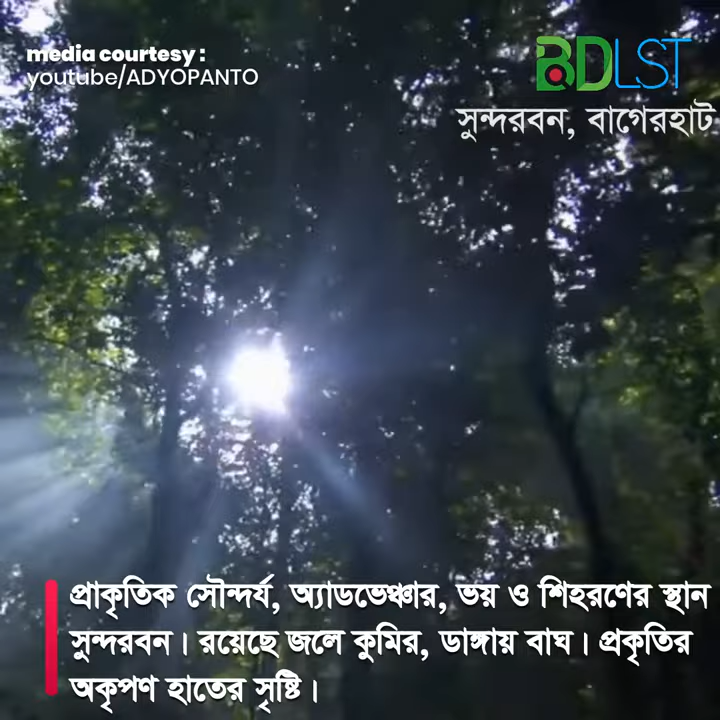 media courtesy :
youtube/ADYOPANTO
BDLST
সুন্দরবন, বাগেরহাট
প্রাকৃতিক সৌন্দর্য, অ্যাডভেঞ্চার, ভয় ও শিহরণের স্থান
সুন্দরবন। রয়েছে জলে কুমির, ডাঙ্গায় বাঘ। প্রকৃতির
অকৃপণ হাতের সৃষ্টি।